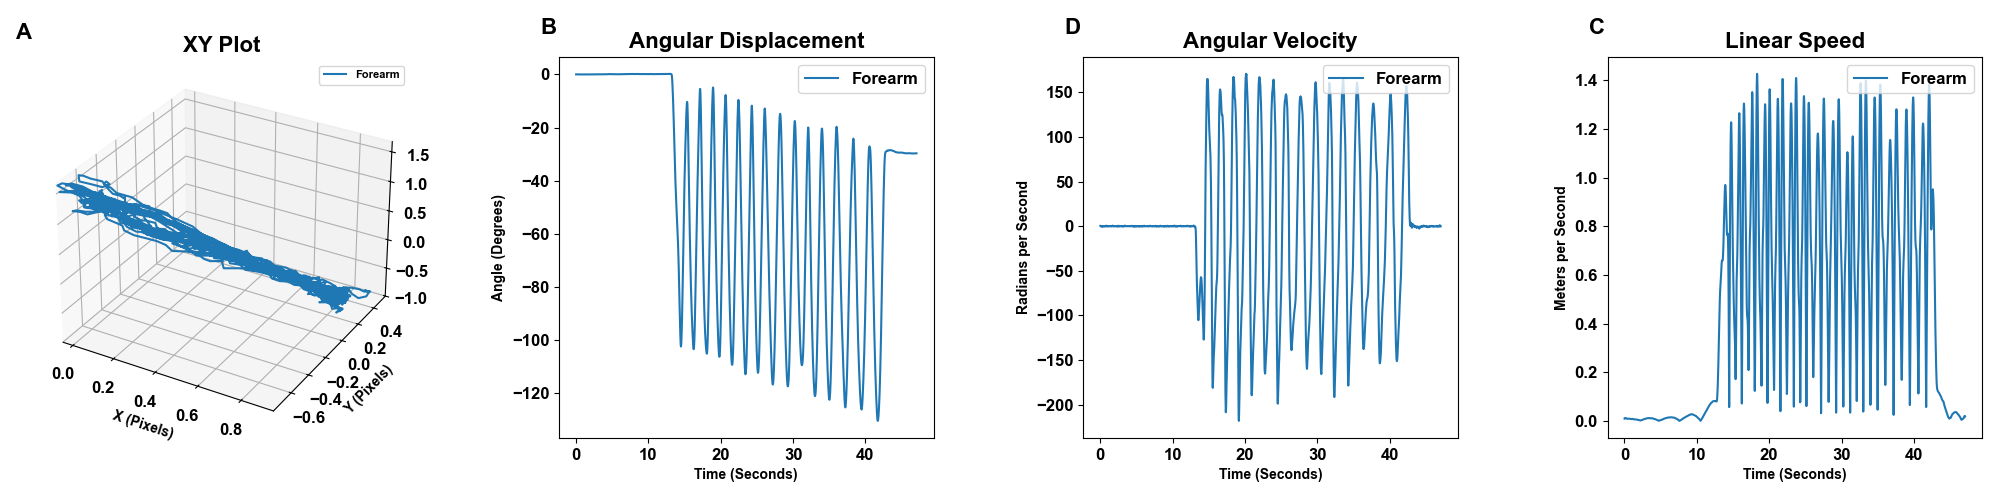 A
XY Plot
Forearm
1.5
1.0
0.5
0.0
−0.5
−1.0
0.4
0.2
0.0
−0.2
−0.4
−0.6
Y (Pixels)
0.0
0.2
0.4
0.6
0.8
X (Pixels)
B
Angular Displacement
Forearm
0
−20
−40
−60
−80
−100
−120
Angle (Degrees)
0 10 20 30 40
Time (Seconds)
D
Angular Velocity
Forearm
150
100
50
0
−50
−100
−150
−200
Radians per Second
0 10 20 30 40
Time (Seconds)
C
Linear Speed
Forearm
1.4
1.2
1.0
0.8
0.6
0.4
0.2
0.0
Meters per Second
0 10 20 30 40
Time (Seconds)